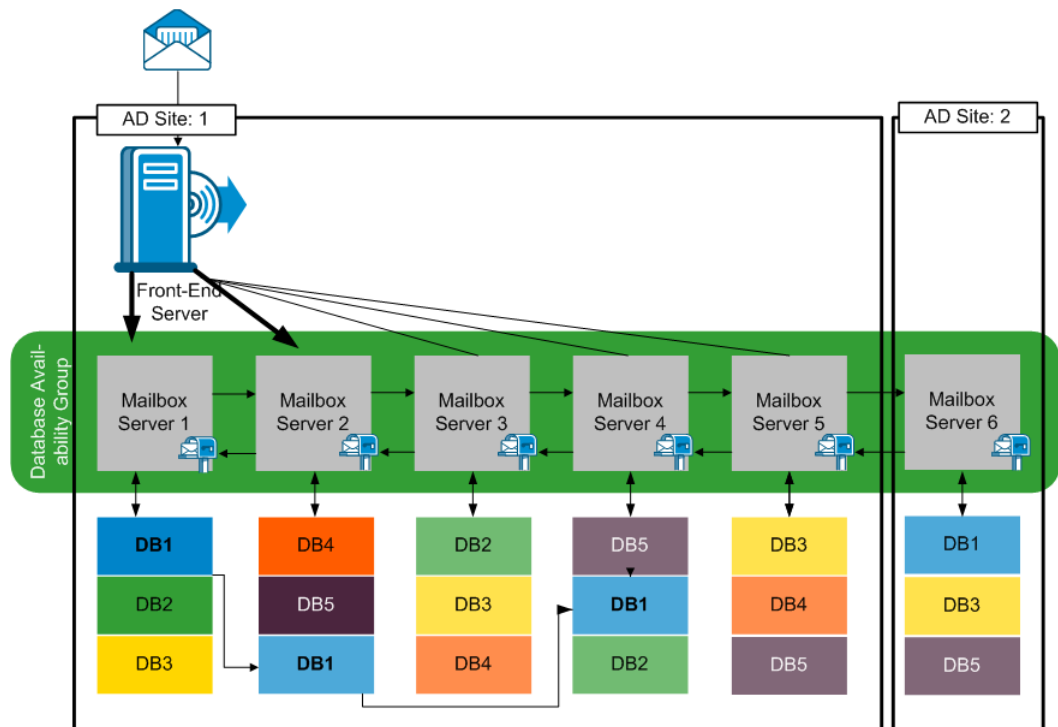 AD Site: 1
AD Site: 2
Front-End
Server
Database Avail-
ability Group
Mailbox
Server 1
Mailbox
Server 2
Mailbox
Server 3
Mailbox
Server 4
Mailbox
Server 5
Mailbox
Server 6
DB1
DB2
DB3
DB4
DB5
DB1
DB2
DB3
DB4
DB5
DB1
DB2
DB3
DB4
DB5
DB1
DB3
DB5